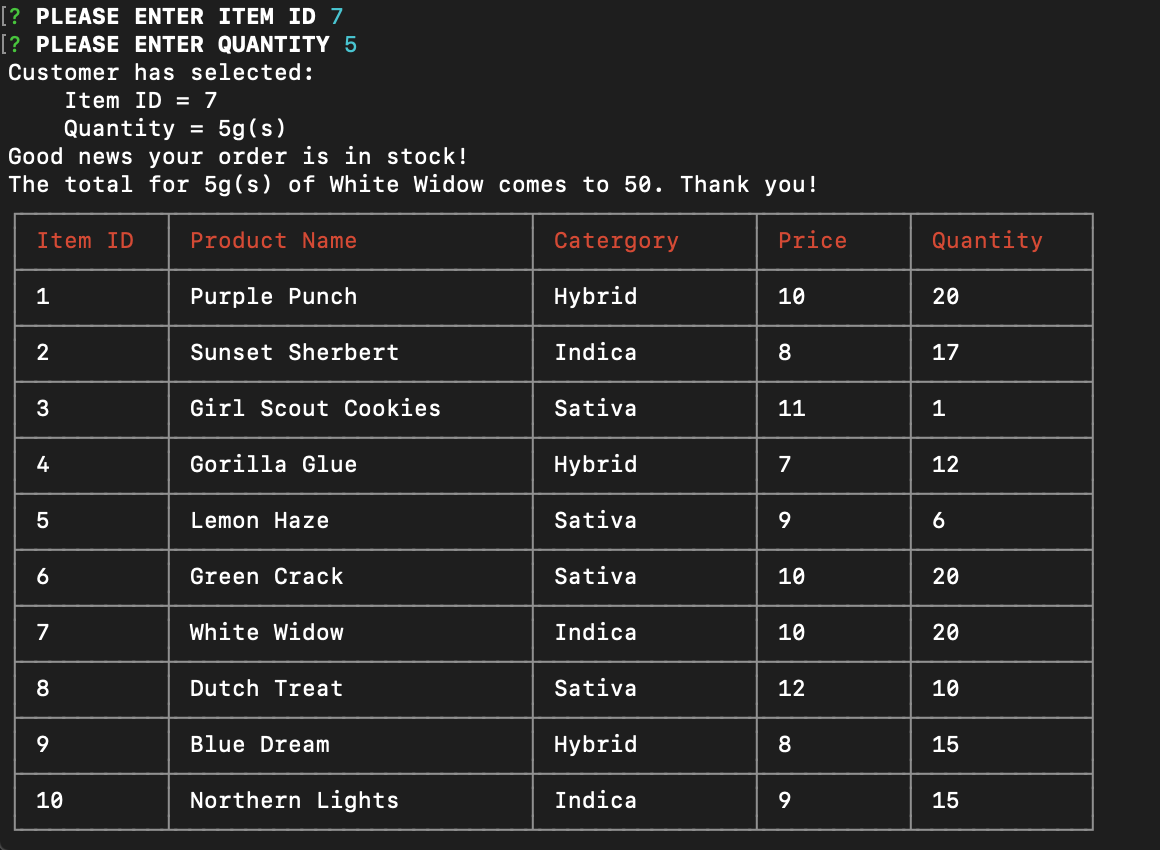 [? PLEASE ENTER ITEM ID 7
[? PLEASE ENTER QUANTITY 5
Customer has selected:
    Item ID = 7
    Quantity = 5g(s)
Good news your order is in stock!
The total for 5g(s) of White Widow comes to 50. Thank you!
Item ID Product Name Catergory Price Quantity
1 Purple Punch Hybrid 10 20
2 Sunset Sherbert Indica 8 17
3 Girl Scout Cookies Sativa 11 1
4 Gorilla Glue Hybrid 7 12
5 Lemon Haze Sativa 9 6
6 Green Crack Sativa 10 20
7 White Widow Indica 10 20
8 Dutch Treat Sativa 12 10
9 Blue Dream Hybrid 8 15
10 Northern Lights Indica 9 15